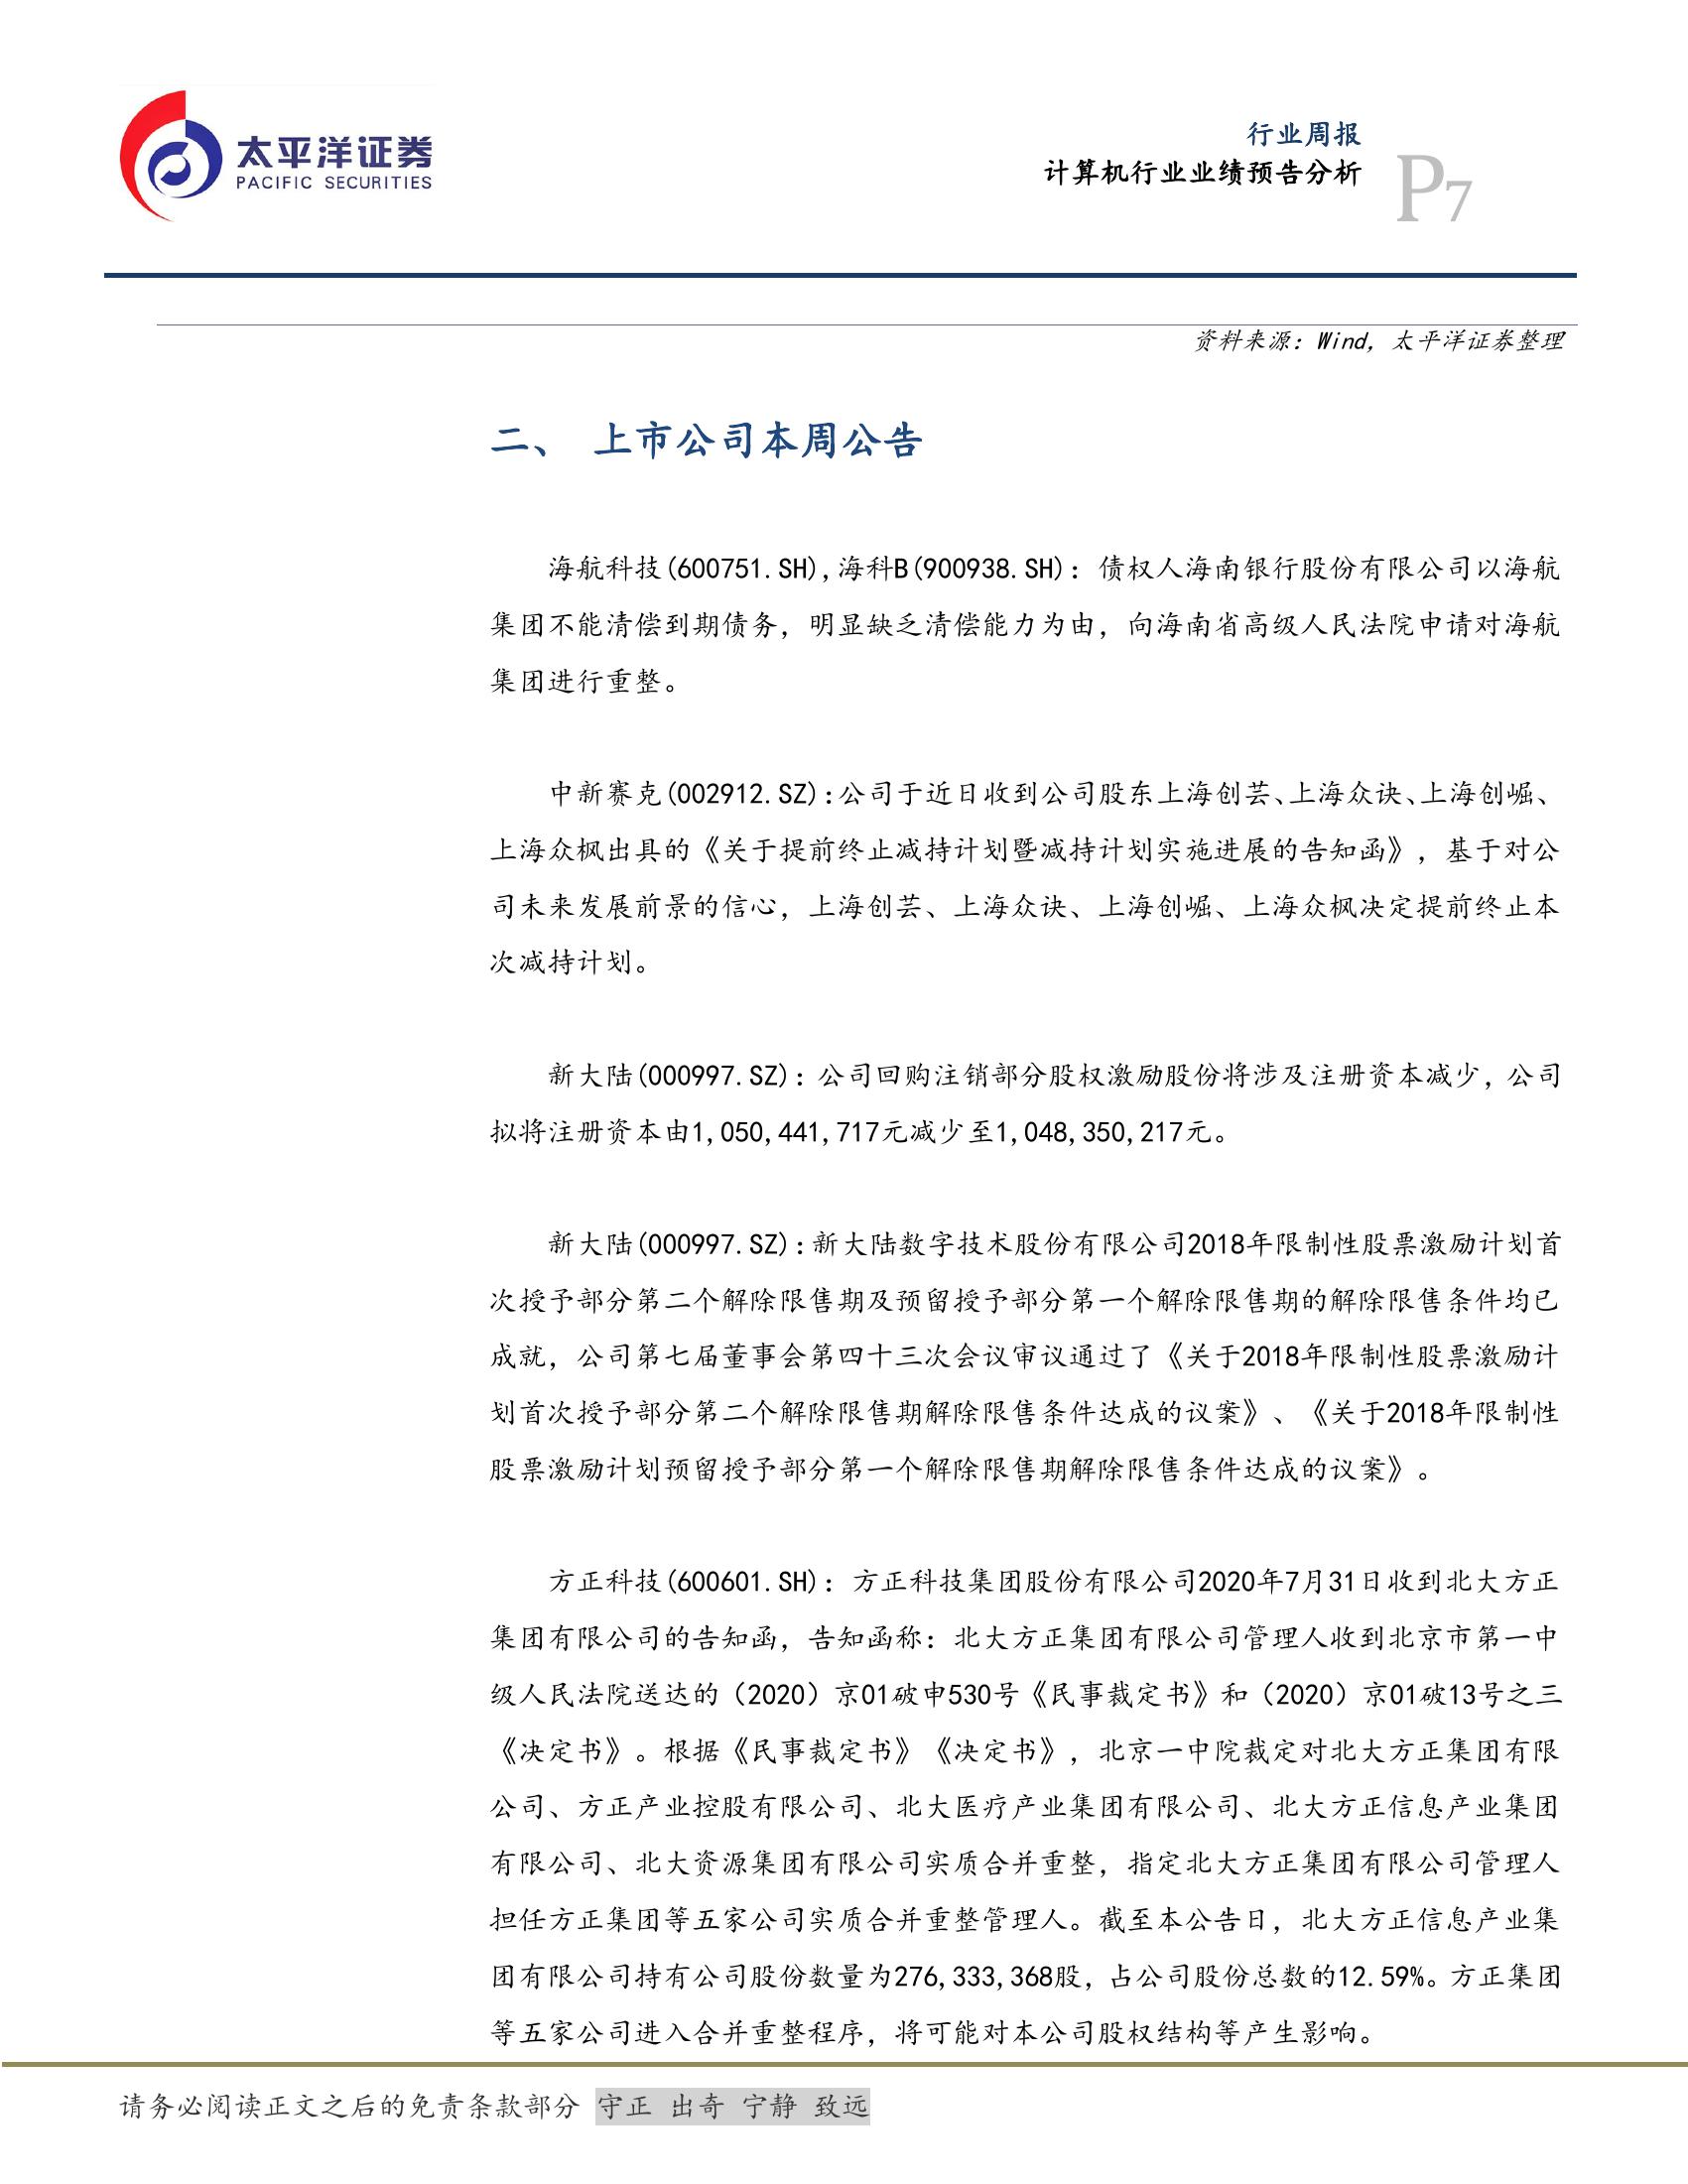 太平洋证券
PACIFIC SECURITIES
行业周报
计算机行业业绩预告分析
P7
资料来源：Wind，太平洋证券整理
二、 上市公司本周公告
海航科技(600751.SH),海科B(900938.SH)：债权人海南银行股份有限公司以海航
集团不能清偿到期债务，明显缺乏清偿能力为由，向海南省高级人民法院申请对海航
集团进行重整。
中新赛克(002912.SZ):公司于近日收到公司股东上海创芸、上海众诀、上海创崛、
上海众枫出具的《关于提前终止减持计划暨减持计划实施进展的告知函》，基于对公
司未来发展前景的信心，上海创芸、上海众诀、上海创崛、上海众枫决定提前终止本
次减持计划。
新大陆(000997.SZ)：公司回购注销部分股权激励股份将涉及注册资本减少，公司
拟将注册资本由1,050,441,717元减少至1,048,350,217元。
新大陆(000997.SZ):新大陆数字技术股份有限公司2018年限制性股票激励计划首
次授予部分第二个解除限售期及预留授予部分第一个解除限售期的解除限售条件均已
成就，公司第七届董事会第四十三次会议审议通过了《关于2018年限制性股票激励计
划首次授予部分第二个解除限售期解除限售条件达成的议案》、《关于2018年限制性
股票激励计划预留授予部分第一个解除限售期解除限售条件达成的议案》。
方正科技(600601.SH)：方正科技集团股份有限公司2020年7月31日收到北大方正
集团有限公司的告知函，告知函称：北大方正集团有限公司管理人收到北京市第一中
级人民法院送达的（2020）京01破申530号《民事裁定书》和（2020）京01破13号之三
《决定书》。根据《民事裁定书》《决定书》，北京一中院裁定对北大方正集团有限
公司、方正产业控股有限公司、北大医疗产业集团有限公司、北大方正信息产业集团
有限公司、北大资源集团有限公司实质合并重整，指定北大方正集团有限公司管理人
担任方正集团等五家公司实质合并重整管理人。截至本公告日，北大方正信息产业集
团有限公司持有公司股份数量为276,333,368股，占公司股份总数的12.59%。方正集团
等五家公司进入合并重整程序，将可能对本公司股权结构等产生影响。
请务必阅读正文之后的免责条款部分 守正 出奇 宁静 致远